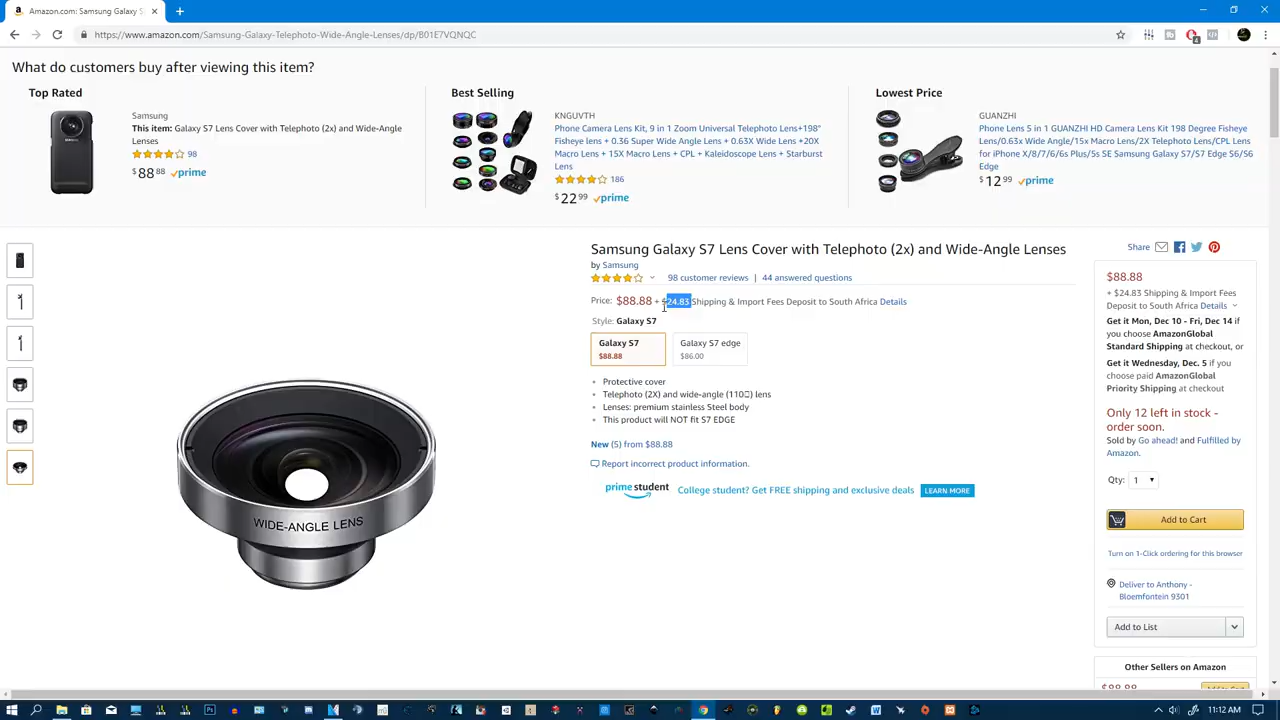 Amazon.com: Samsung Galaxy S
https://www.amazon.com/Samsung-Galaxy-Telephoto-Wide-Angle-Lenses/dp/B01E7VQNQC
What do customers buy after viewing this item?
Top Rated
Samsung
This item: Galaxy S7 Lens Cover with Telephoto (2x) and Wide-Angle
Lenses
98
$88 88 prime
Best Selling
KNGUVTH
Phone Camera Lens Kit, 9 in 1 Zoom Universal Telephoto Lens+198°
Fisheye lens + 0.36 Super Wide Angle Lens + 0.63X Wide Len +20X
Macro Lens + 15X Macro Lens + CPL + Kaleidoscope Lens + Starburst
Lens
186
$22 99 prime
Lowest Price
GUANZHI
Phone Lens 5 in 1 GUANZHI HD Camera Lens Kit 198 Degree Fisheye
Lens/0.63x Wide Angle/15x Macro Lens/2X Telephoto Lens/CPL Lens
for iPhone X/8/7/6/6s Plus/5s SE Samsung Galaxy S7/S7 Edge S6/S6
Edge
$12 99 prime
WIDE-ANGLE LENS
Samsung Galaxy S7 Lens Cover with Telephoto (2x) and Wide-Angle Lenses
by Samsung
98 customer reviews | 44 answered questions
Price: $88.88 + $24.83 Shipping & Import Fees Deposit to South Africa Details
Style: Galaxy S7
Galaxy S7
$88.88
Galaxy S7 edge
$86.00
Protective cover
Telephoto (2X) and wide-angle (110▯) lens
Lenses: premium stainless Steel body
This product will NOT fit S7 EDGE
New (5) from $88.88
Report incorrect product information.
prime student
College student? Get FREE shipping and exclusive deals
LEARN MORE
Share
$88.88
+ $24.83 Shipping & Import Fees
Deposit to South Africa Details
Get it Mon, Dec 10 - Fri, Dec 14 if
you choose AmazonGlobal
Standard Shipping at checkout, or
Get it Wednesday, Dec. 5 if you
choose paid AmazonGlobal
Priority Shipping at checkout
Only 12 left in stock -
order soon.
Sold by Go ahead! and Fulfilled by
Amazon.
Qty: 1
Add to Cart
Turn on 1-Click ordering for this browser
Deliver to Anthony -
Bloemfontein 9301
Add to List
Other Sellers on Amazon
$88.88
Add to Cart
11:12 AM